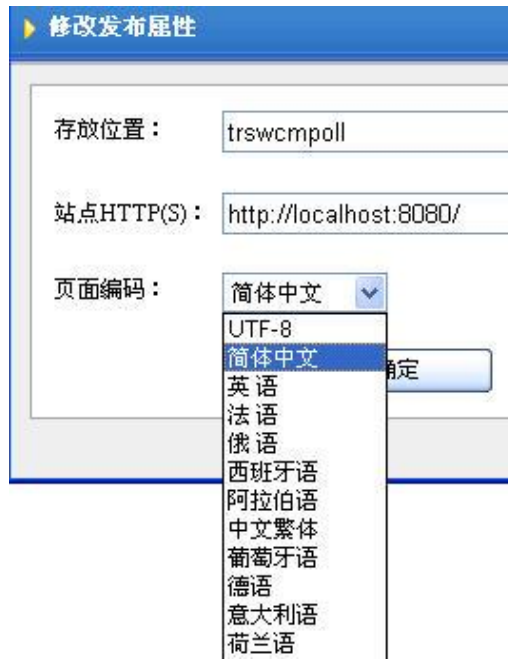 修改发布属性
存放位置：
trswcmpoll
站点HTTP(S)：
http://localhost:8080/
页面编码：
简体中文
UTF-8
简体中文
定
英 语
法 语
俄 语
西班牙语
阿拉伯语
中文繁体
葡萄牙语
德语
意大利语
荷兰语